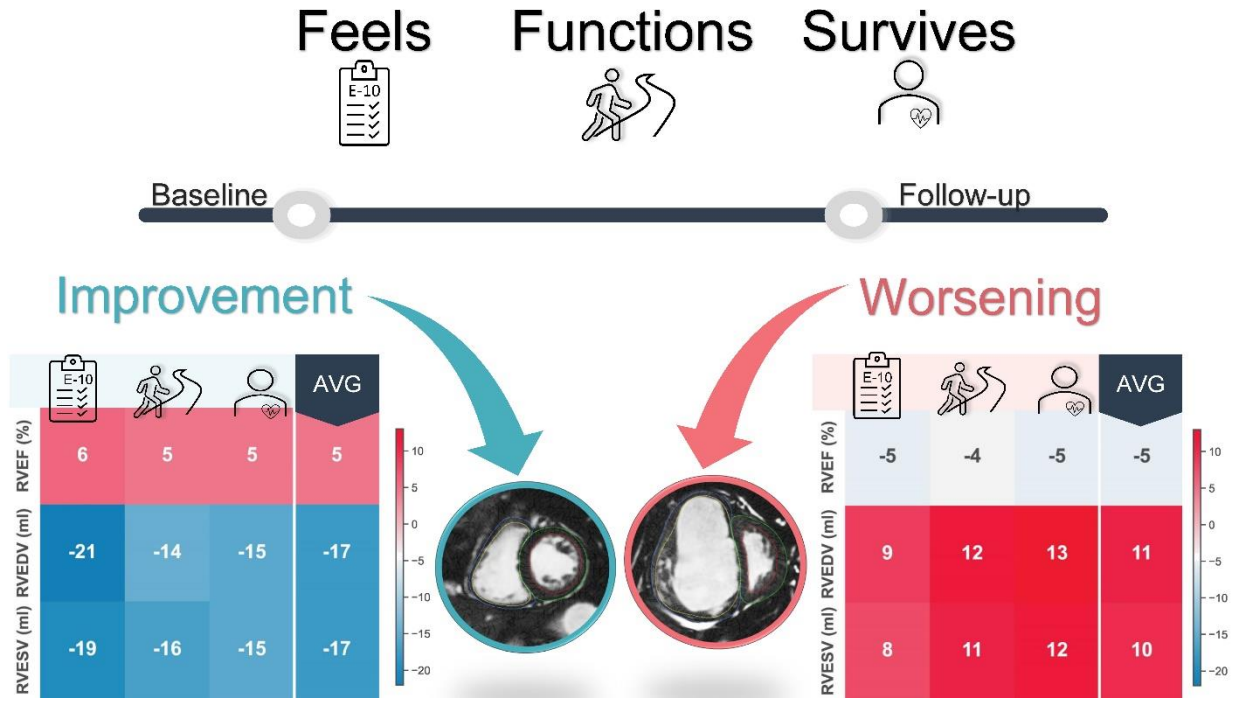 Feels Functions Survives
E-10
Baseline Follow-up
Improvement Worsening
E-10 AVG
RVEF (%) 6 5 5 5
RVEDV (ml) -21 -14 -15 -17
RVESV (ml) -19 -16 -15 -17
10
5
0
-5
-10
-15
-20
E-10 AVG
RVEF (%) -5 -4 -5 -5
RVEDV (ml) 9 12 13 11
RVESV (ml) 8 11 12 10
10
5
0
-5
-10
-15
-20